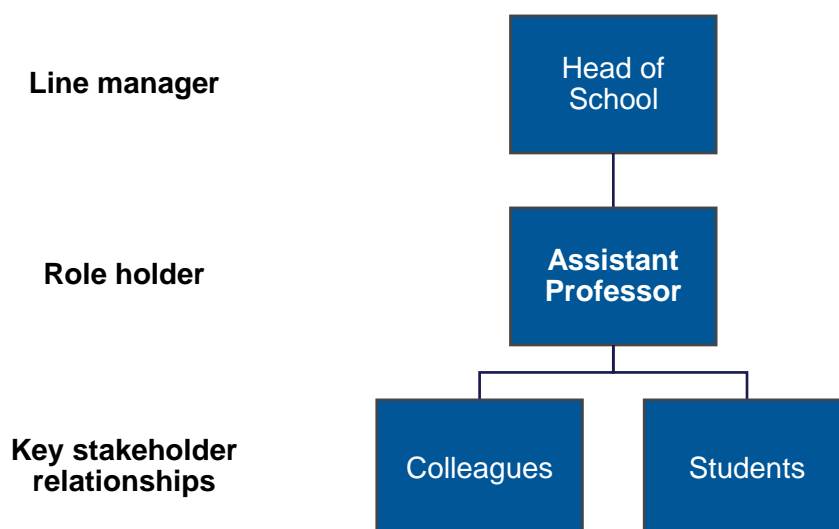 Line manager
Head of
School
Role holder
Assistant
Professor
Key stakeholder
relationships
Colleagues
Students